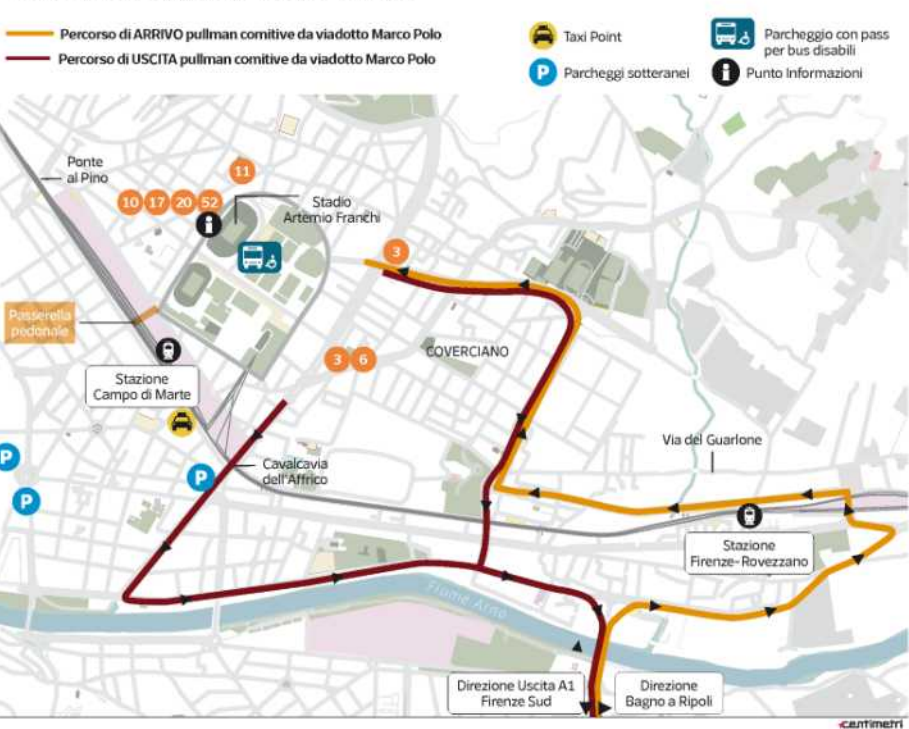 Percorso di ARRIVO pullman comitive da viadotto Marco Polo
Percorso di USCITA pullman comitive da viadotto Marco Polo
Taxi Point
Parcheggio con pass
per bus disabili
P
Parcheggi sotteranei
i
Punto Informazioni
Ponte
al Pino
11
10
17
20
52
i
Stadio
Artemio Franchi
3
Passerella
pedonale
3
6
COVERCIANO
Stazione
Campo di Marte
Via del Guarlone
P
P
P
Cavalcavia
dell'Affrico
Stazione
Firenze-Rovezzano
Fiume Arno
Direzione Uscita A1
Firenze Sud
Direzione
Bagno a Ripoli
centimetri